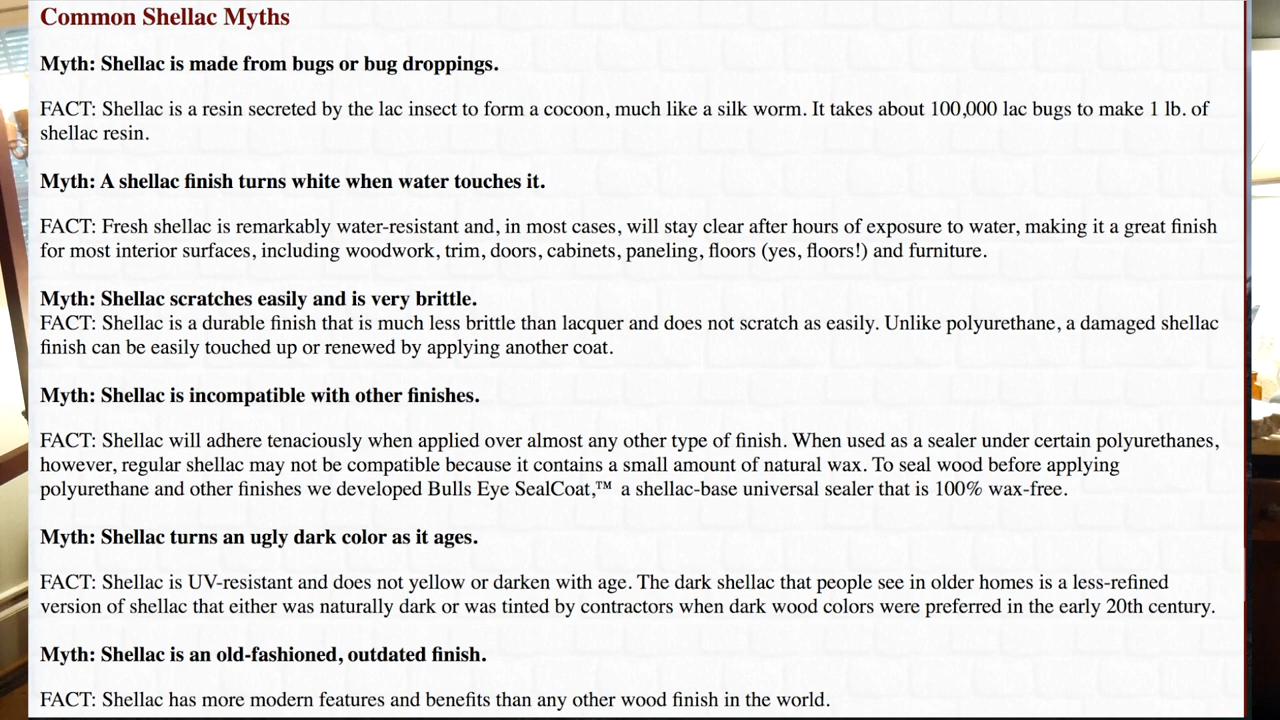 Common Shellac Myths
Myth: Shellac is made from bugs or bug droppings.
FACT: Shellac is a resin secreted by the lac insect to form a cocoon, much like a silk worm. It takes about 100,000 lac bugs to make 1 lb. of
shellac resin.
Myth: A shellac finish turns white when water touches it.
FACT: Fresh shellac is remarkably water-resistant and, in most cases, will stay clear after hours of exposure to water, making it a great finish
for most interior surfaces, including woodwork, trim, doors, cabinets, paneling, floors (yes, floors!) and furniture.
Myth: Shellac scratches easily and is very brittle.
FACT: Shellac is a durable finish that is much less brittle than lacquer and does not scratch as easily. Unlike polyurethane, a damaged shellac
finish can be easily touched up or renewed by applying another coat.
Myth: Shellac is incompatible with other finishes.
FACT: Shellac will adhere tenaciously when applied over almost any other type of finish. When used as a sealer under certain polyurethanes,
however, regular shellac may not be compatible because it contains a small amount of natural wax. To seal wood before applying
polyurethane and other finishes we developed Bulls Eye SealCoat,™ a shellac-base universal sealer that is 100% wax-free.
Myth: Shellac turns an ugly dark color as it ages.
FACT: Shellac is UV-resistant and does not yellow or darken with age. The dark shellac that people see in older homes is a less-refined
version of shellac that either was naturally dark or was tinted by contractors when dark wood colors were preferred in the early 20th century.
Myth: Shellac is an old-fashioned, outdated finish.
FACT: Shellac has more modern features and benefits than any other wood finish in the world.